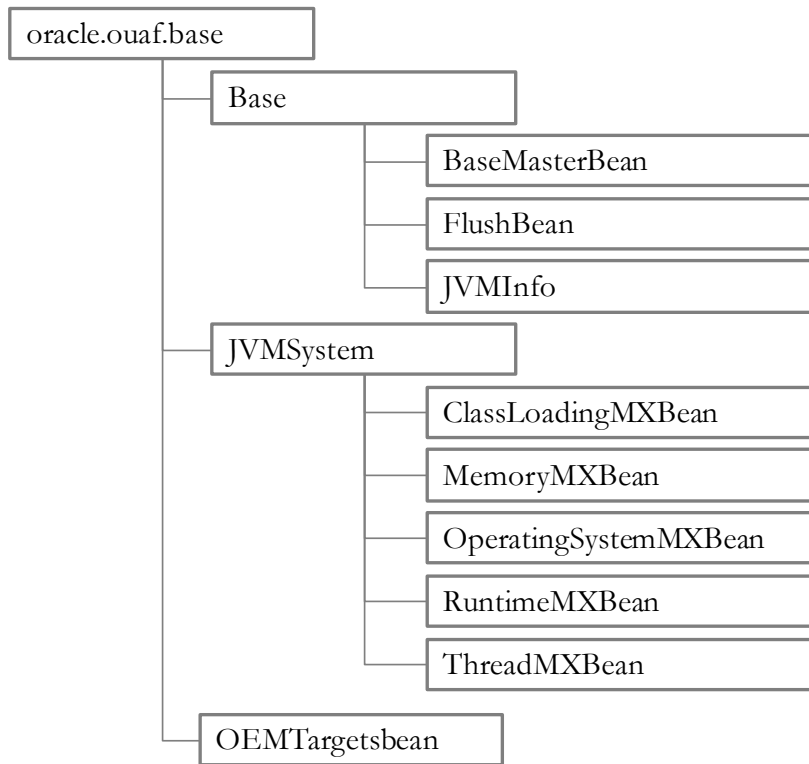 oracle.ouaf.base
Base
BaseMasterBean
FlushBean
JVMInfo
JVMSystem
ClassLoadingMXBean
MemoryMXBean
OperatingSystemMXBean
RuntimeMXBean
ThreadMXBean
OEMTargetsbean